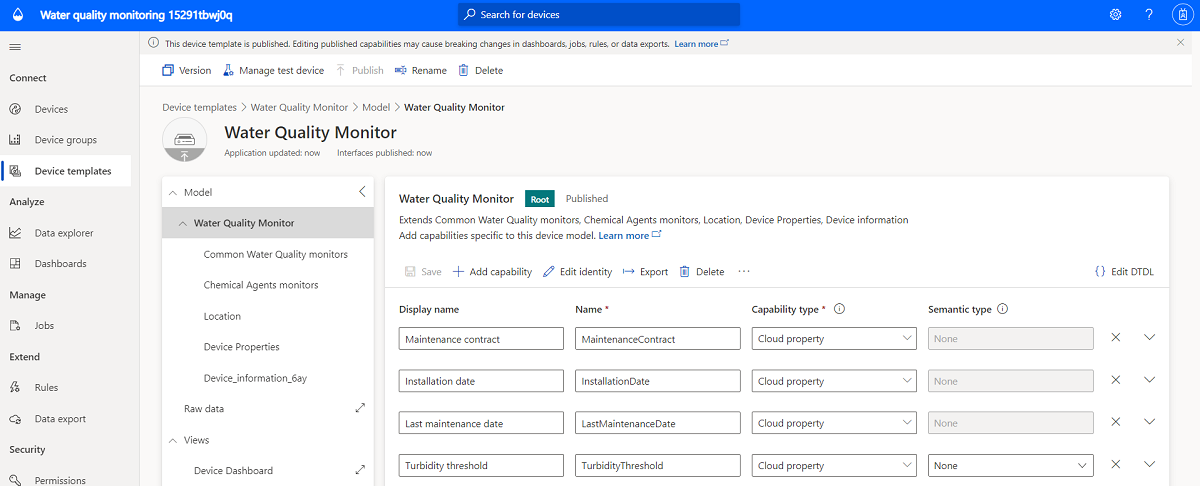 Water quality monitoring 15291tbwj0q
Search for devices
?
This device template is published. Editing published capabilities may cause breaking changes in dashboards, jobs, rules, or data exports. Learn more
Version Manage test device Publish Rename Delete
Connect
Devices
Device groups
Device templates
Analyze
Data explorer
Dashboards
Manage
Jobs
Extend
Rules
Data export
Security
Permissions
Device templates > Water Quality Monitor > Model > Water Quality Monitor
Water Quality Monitor
Application updated: now Interfaces published: now
Model
Water Quality Monitor
Common Water Quality monitors
Chemical Agents monitors
Location
Device Properties
Device_information_6ay
Raw data
Views
Device Dashboard
Water Quality Monitor Root Published
Extends Common Water Quality monitors, Chemical Agents monitors, Location, Device Properties, Device information
Add capabilities specific to this device model. Learn more
Save Add capability Edit identity Export Delete ... {} Edit DTDL
Display name Name * Capability type * Semantic type
Maintenance contract MaintenanceContract Cloud property None
Installation date InstallationDate Cloud property None
Last maintenance date LastMaintenanceDate Cloud property None
Turbidity threshold TurbidityThreshold Cloud property None